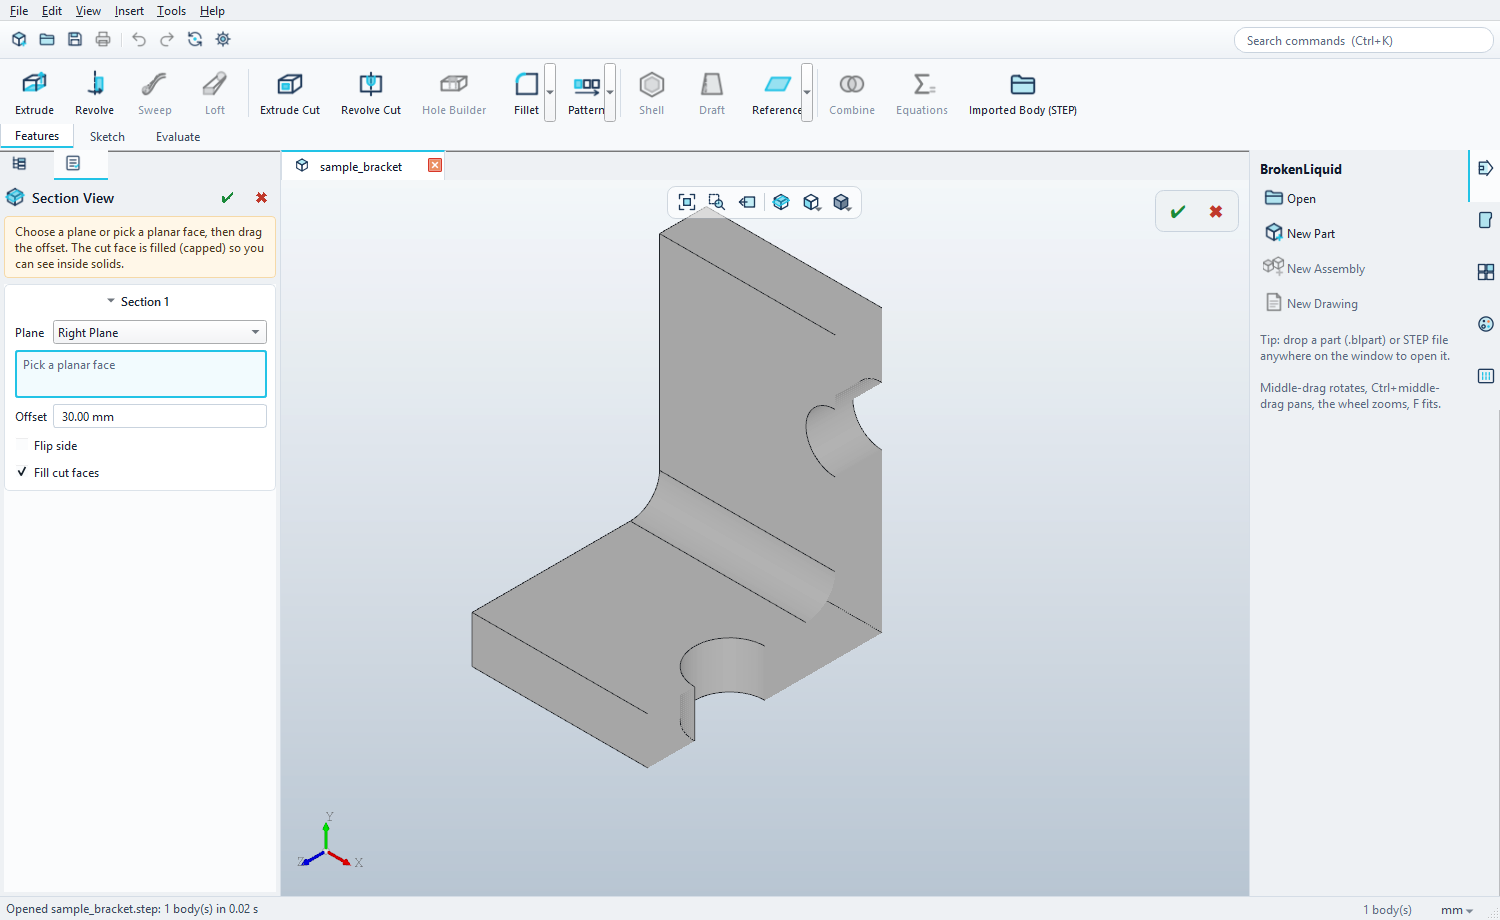 File Edit View Insert Tools Help
Search commands (Ctrl+K)
Extrude Revolve Sweep Loft Extrude Cut Revolve Cut Hole Builder Fillet Pattern Shell Draft Reference Combine Equations Imported Body (STEP)
Features Sketch Evaluate
Section View
Choose a plane or pick a planar face, then drag
the offset. The cut face is filled (capped) so you
can see inside solids.
Section 1
Plane Right Plane
Pick a planar face
Offset 30.00 mm
Flip side
Fill cut faces
sample_bracket
Y
Z
X
BrokenLiquid
Open
New Part
New Assembly
New Drawing
Tip: drop a part (.blpart) or STEP file
anywhere on the window to open it.
Middle-drag rotates, Ctrl+middle-
drag pans, the wheel zooms, F fits.
Opened sample_bracket.step: 1 body(s) in 0.02 s
1 body(s) mm